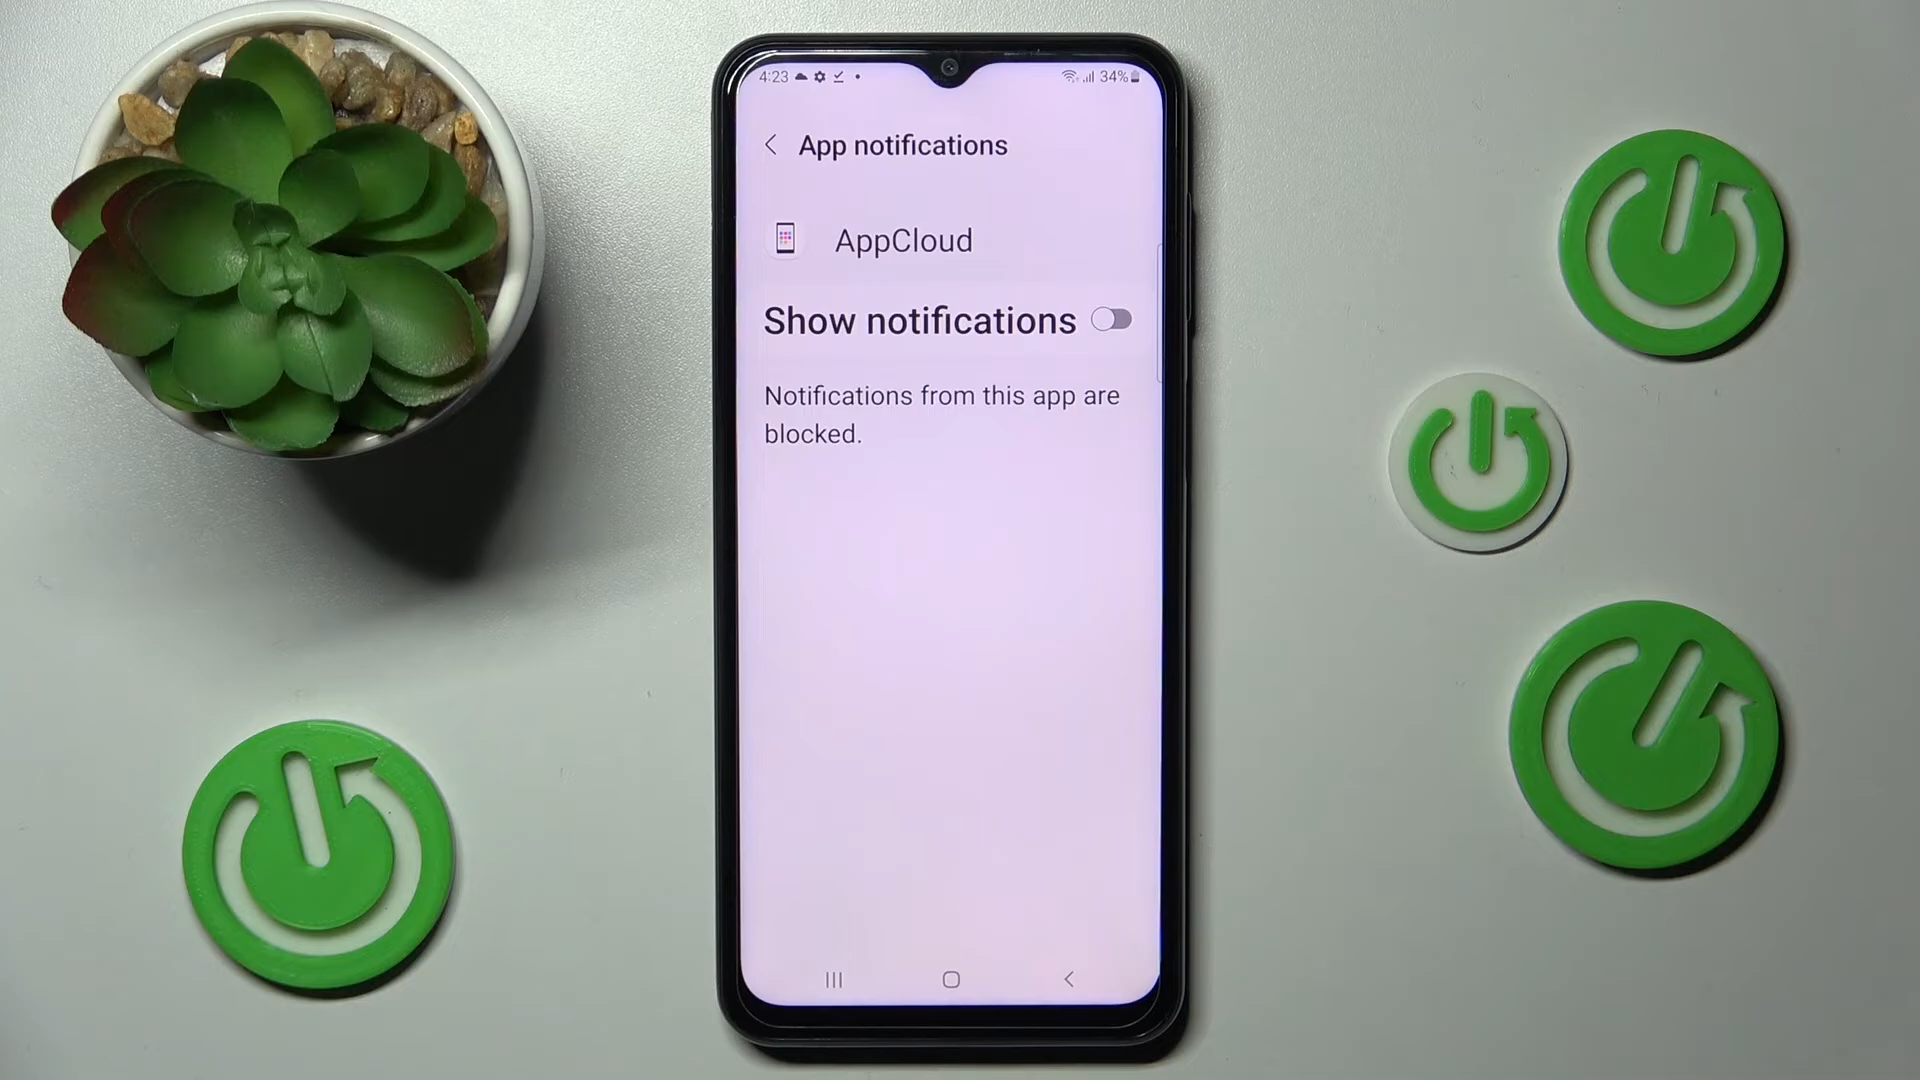 4:23 34%
App notifications
AppCloud
Show notifications
Notifications from this app are
blocked.